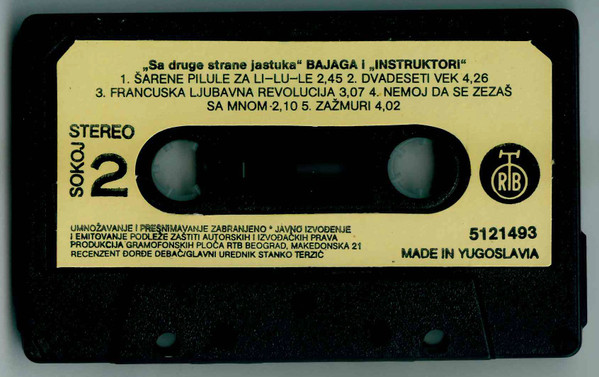 „Sa druge strane jastuka“ BAJAGA i „INSTRUKTORI“
1. ŠARENE PILULE ZA LI–LU–LE 2,45 2. DVADESETI VEK 4,26
3. FRANCUSKA LJUBAVNA REVOLUCIJA 3,07 4. NEMOJ DA SE ZEZAŠ
SA MNOM 2,10 5. ZAŽMURI 4,02
STEREO
SOKOJ
2
RTB
UMNOŽAVANJE I PRESNIMAVANJE ZABRANJENO * JAVNO IZVOĐENJE
I EMITOVANJE PODLEŽE ZAŠTITI AUTORSKIH I IZVOĐAČKIH PRAVA
PRODUKCIJA GRAMOFONSKIH PLOČA RTB BEOGRAD, MAKEDONSKA 21
RECENZENT ĐORĐE DEBAČ/GLAVNI UREDNIK STANKO TERZIĆ
5121493
MADE IN YUGOSLAVIA